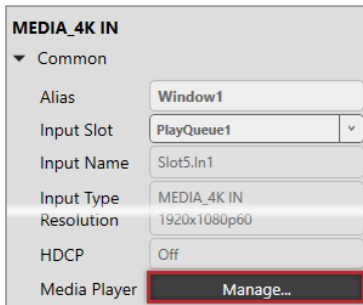 MEDIA_4K IN
Common
Alias Window1
Input Slot PlayQueue1
Input Name Slot5.In1
Input Type MEDIA_4K IN
Resolution 1920x1080p60
HDCP Off
Media Player Manage...